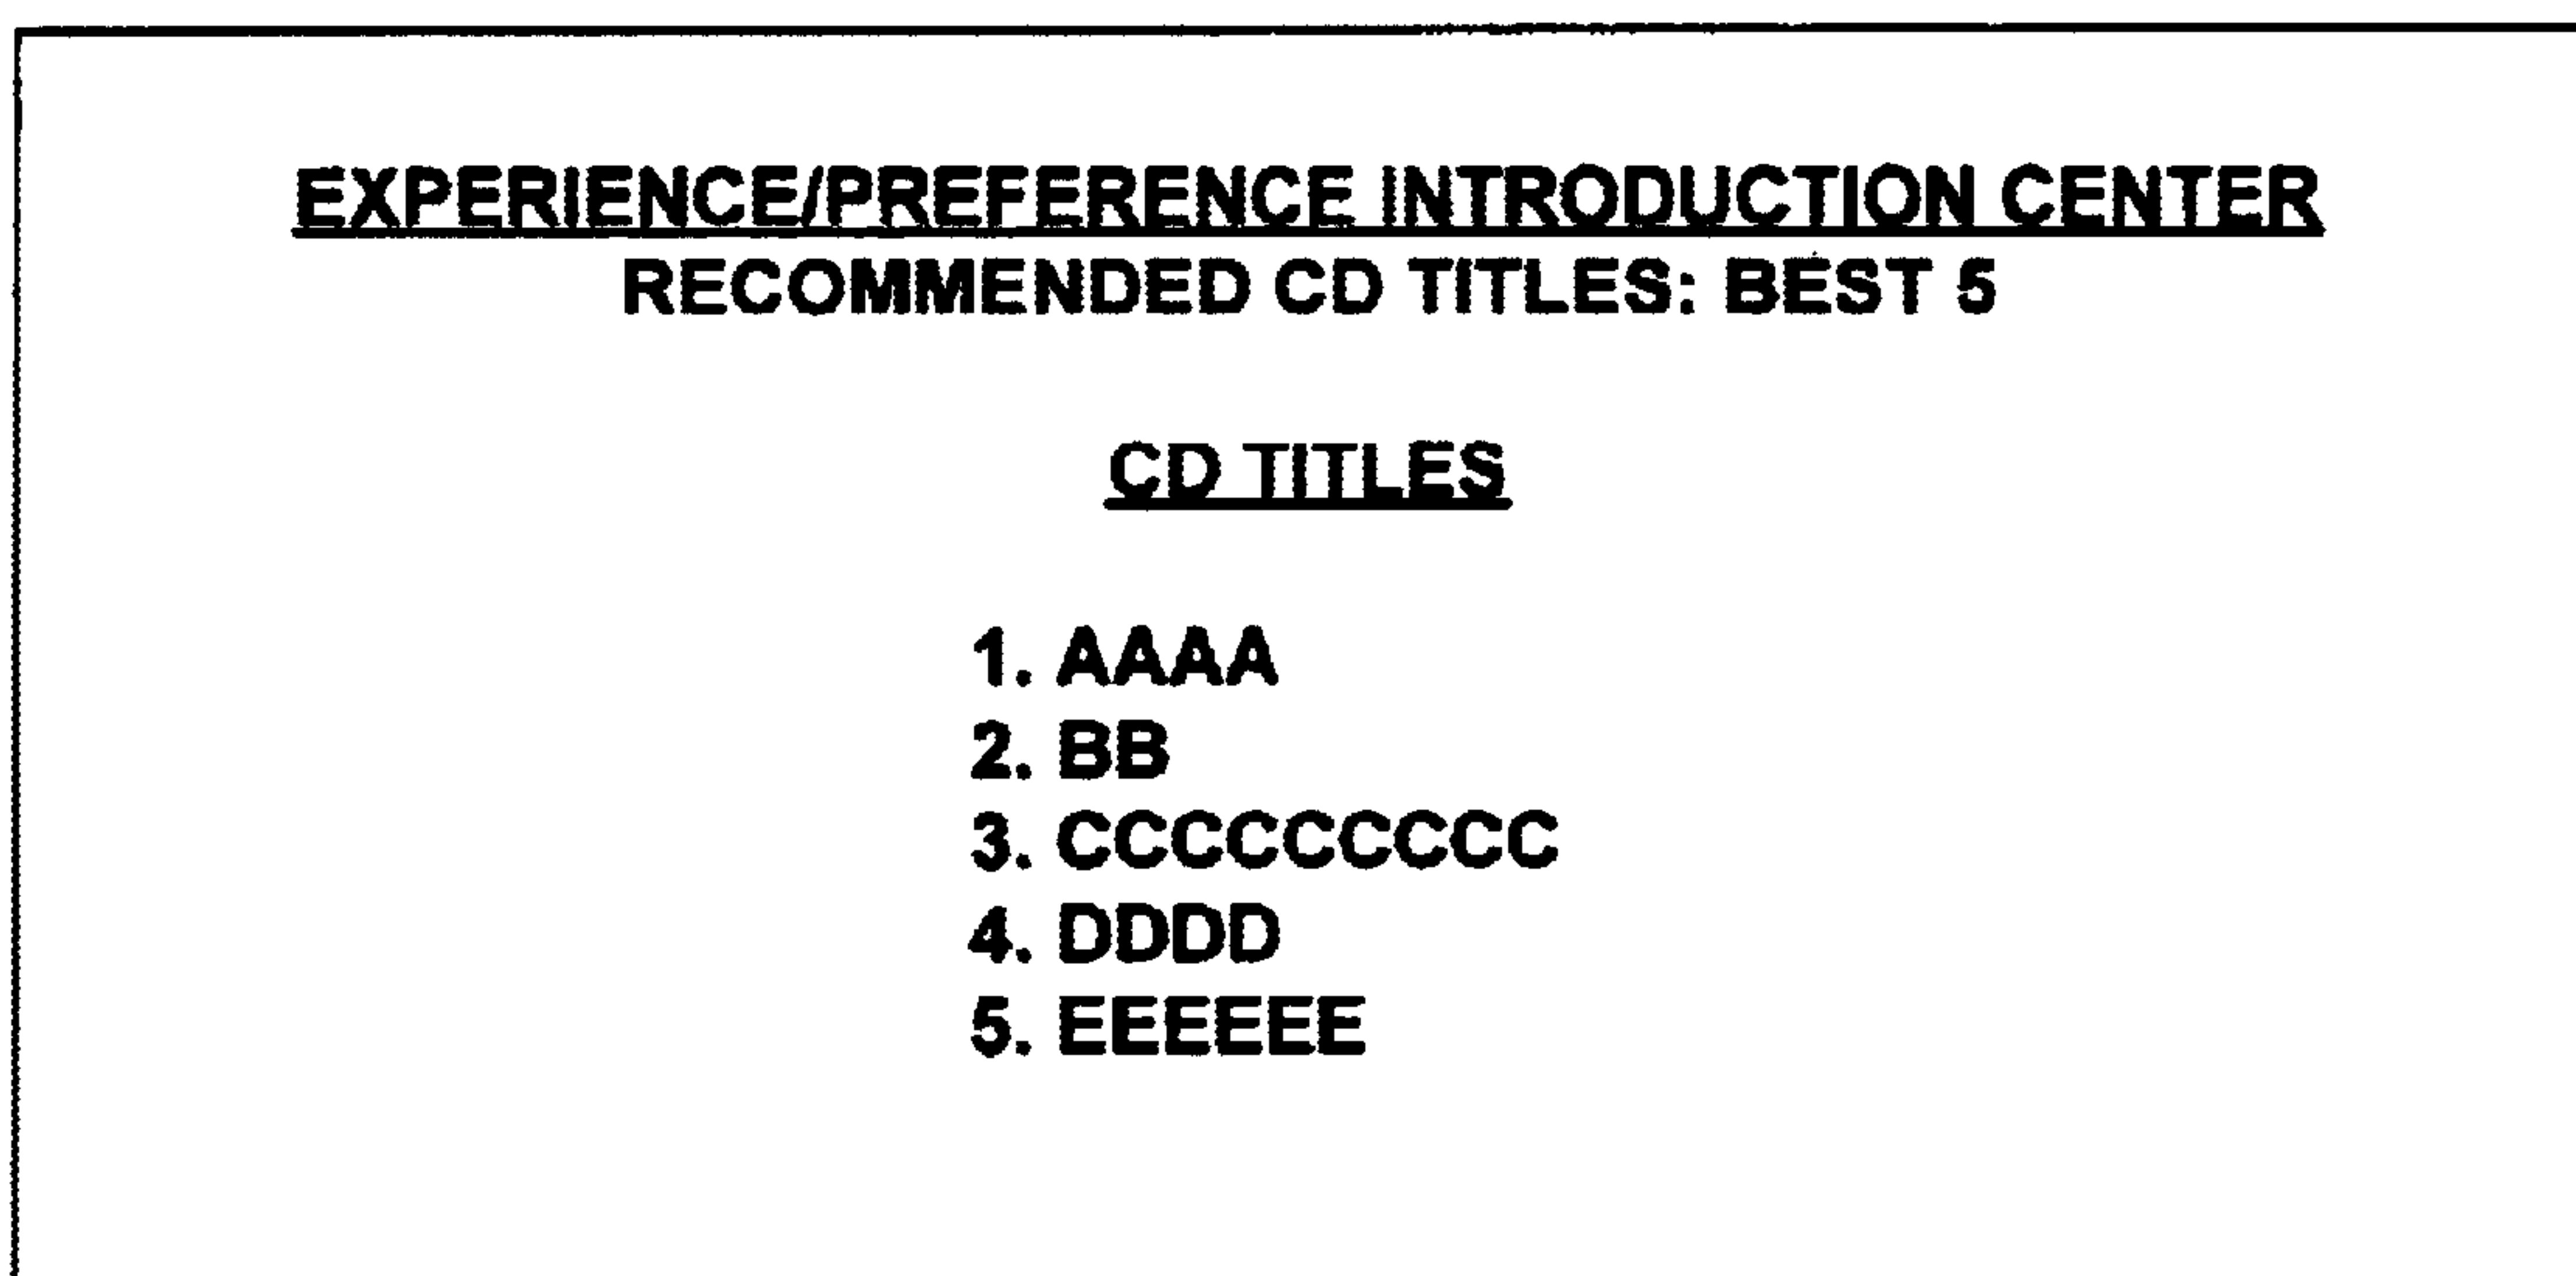 EXPERIENCE/PREFERENCE INTRODUCTION CENTER
RECOMMENDED CD TITLES: BEST 5
CD TITLES
1. AAAA
2. BB
3. CCCCCCCCC
4. DDDD
5. EEEEEE